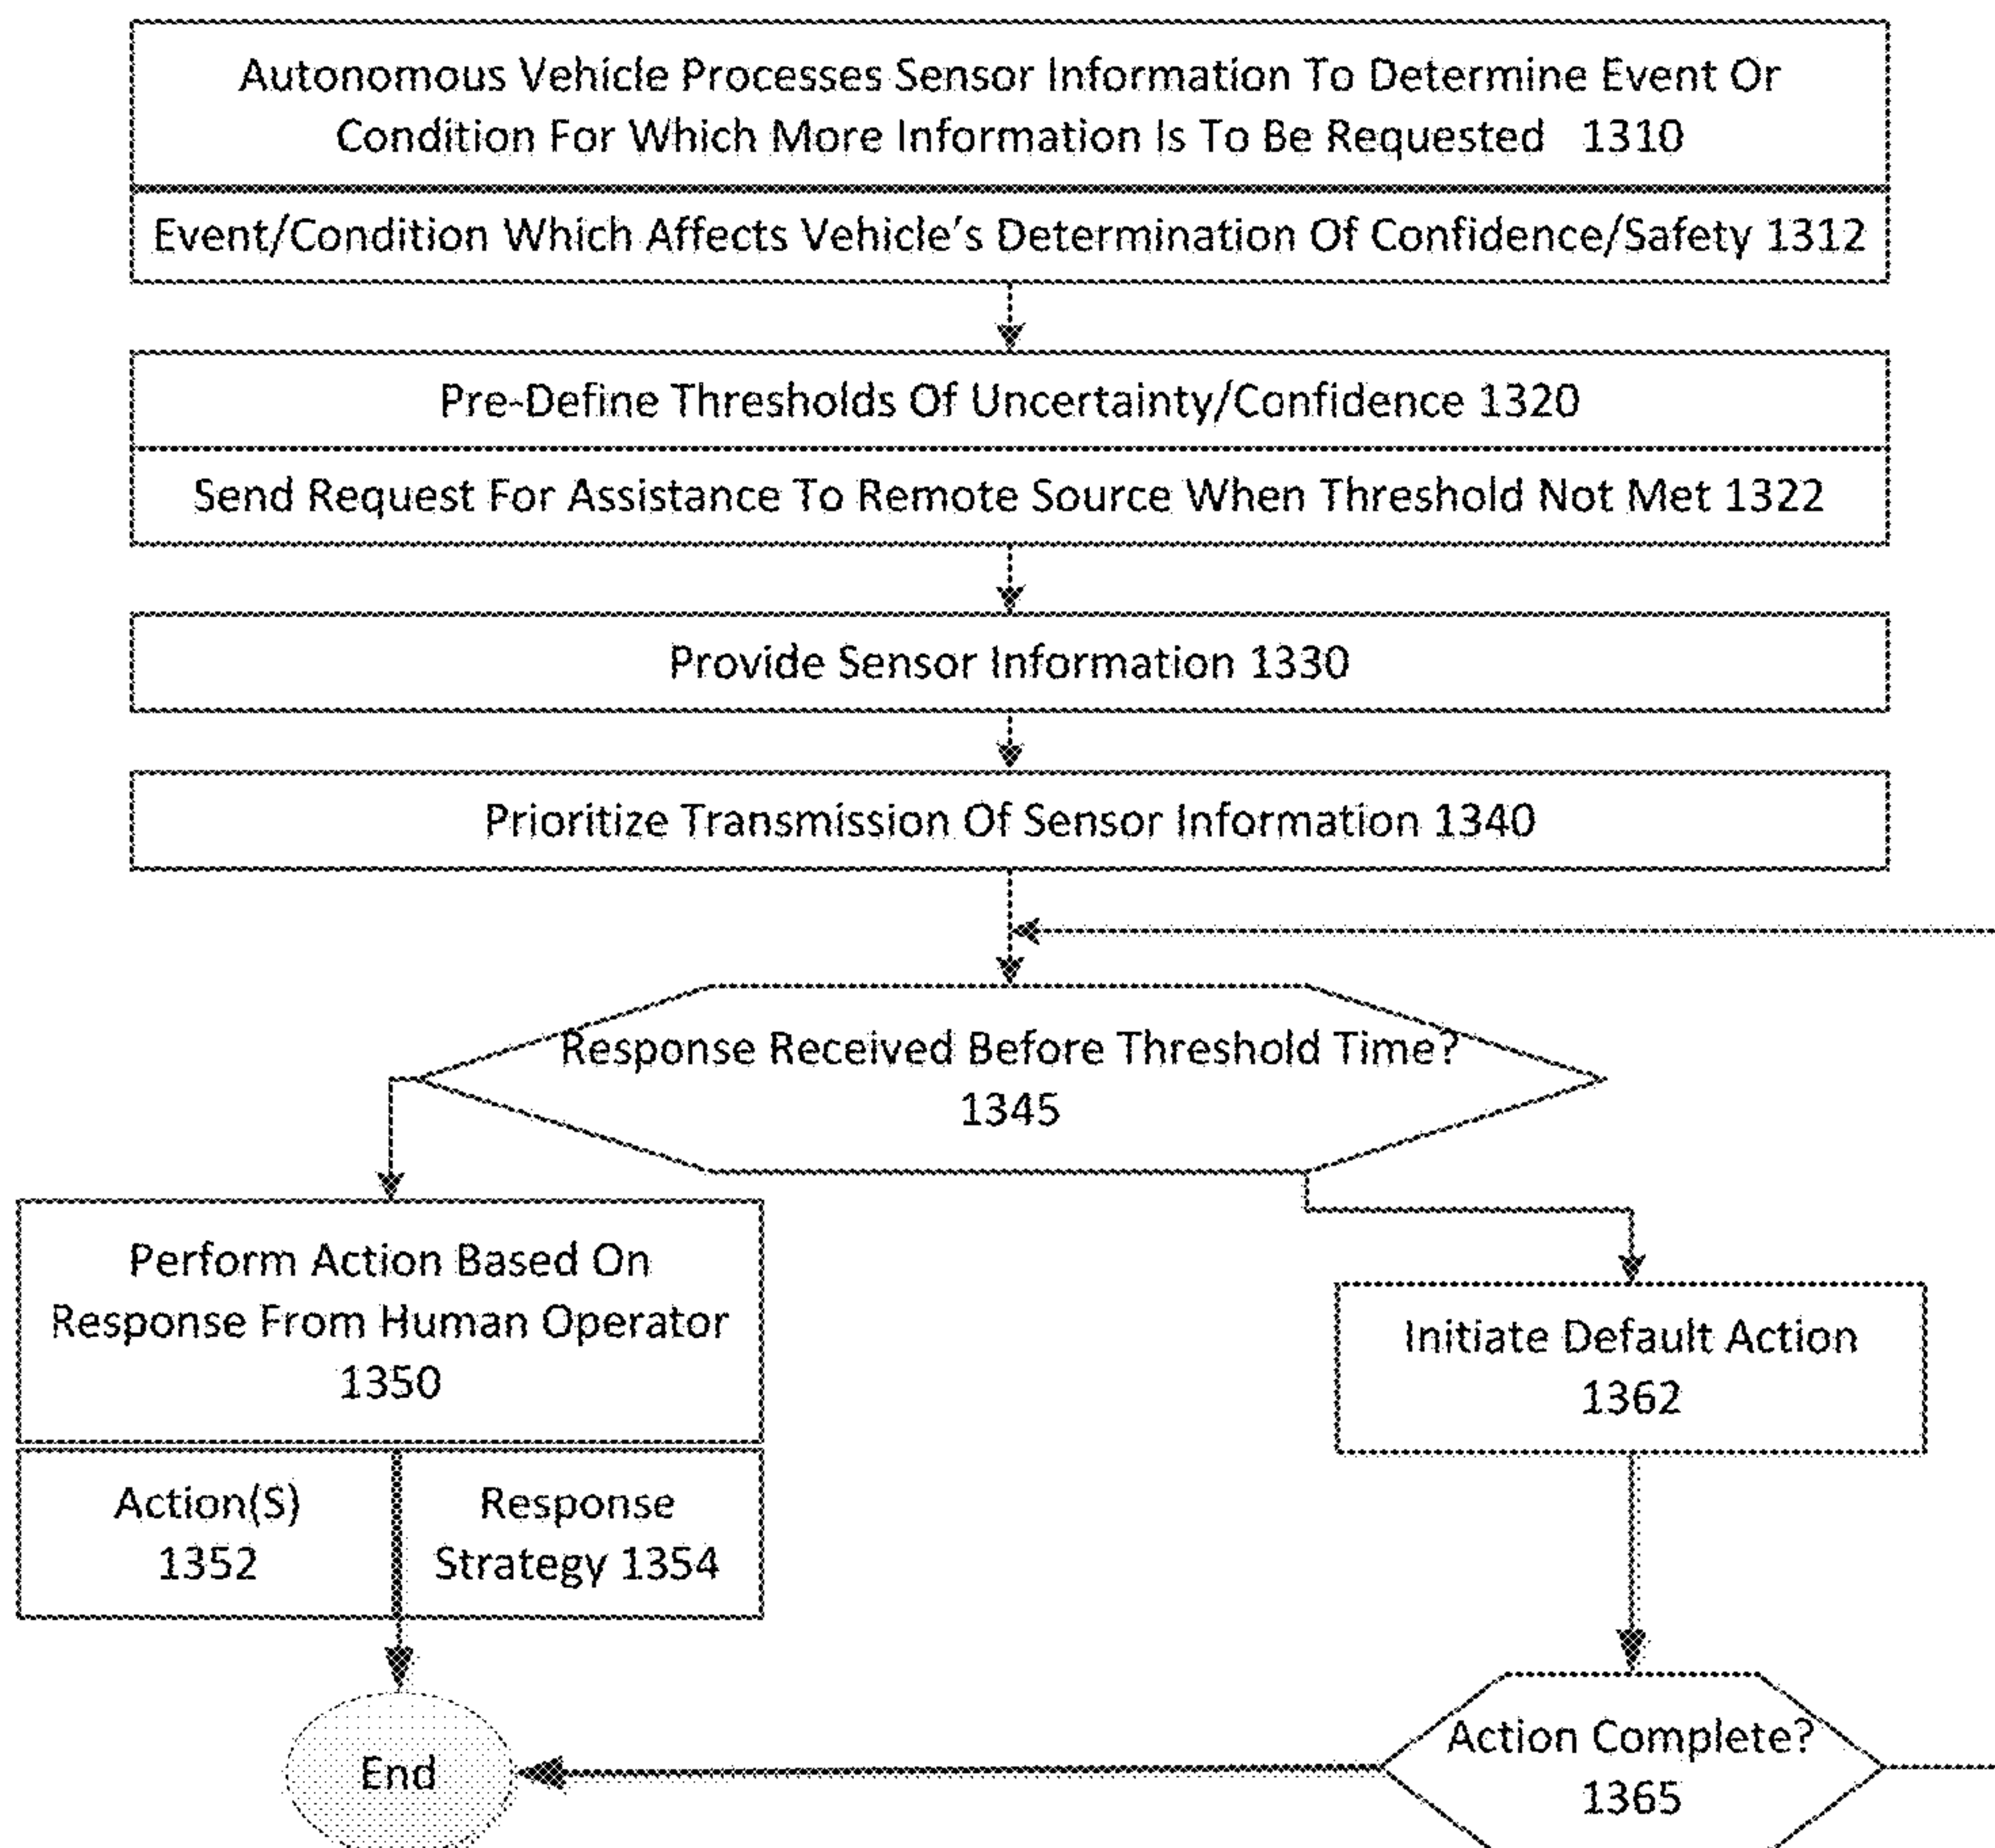 Autonomous Vehicle Processes Sensor Information To Determine Event Or
Condition For Which More Information Is To Be Requested 1310
Event/Condition Which Affects Vehicle's Determination Of Confidence/Safety 1312
Pre-Define Thresholds Of Uncertainty/Confidence 1320
Send Request For Assistance To Remote Source When Threshold Not Met 1322
Provide Sensor Information 1330
Prioritize Transmission Of Sensor Information 1340
Response Received Before Threshold Time?
1345
Perform Action Based On
Response From Human Operator
1350
Action(S)
1352
Response
Strategy 1354
Initiate Default Action
1362
End
Action Complete?
1365